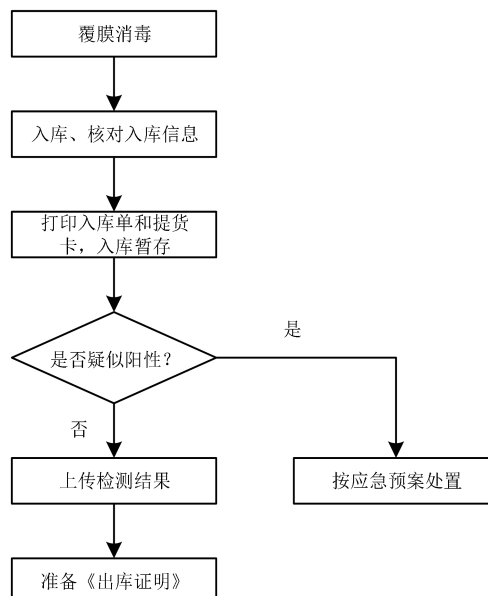 覆膜消毒
入库、核对入库信息
打印入库单和提货
卡，入库暂存
是否疑似阳性？
是
否
上传检测结果
按应急预案处置
准备《出库证明》